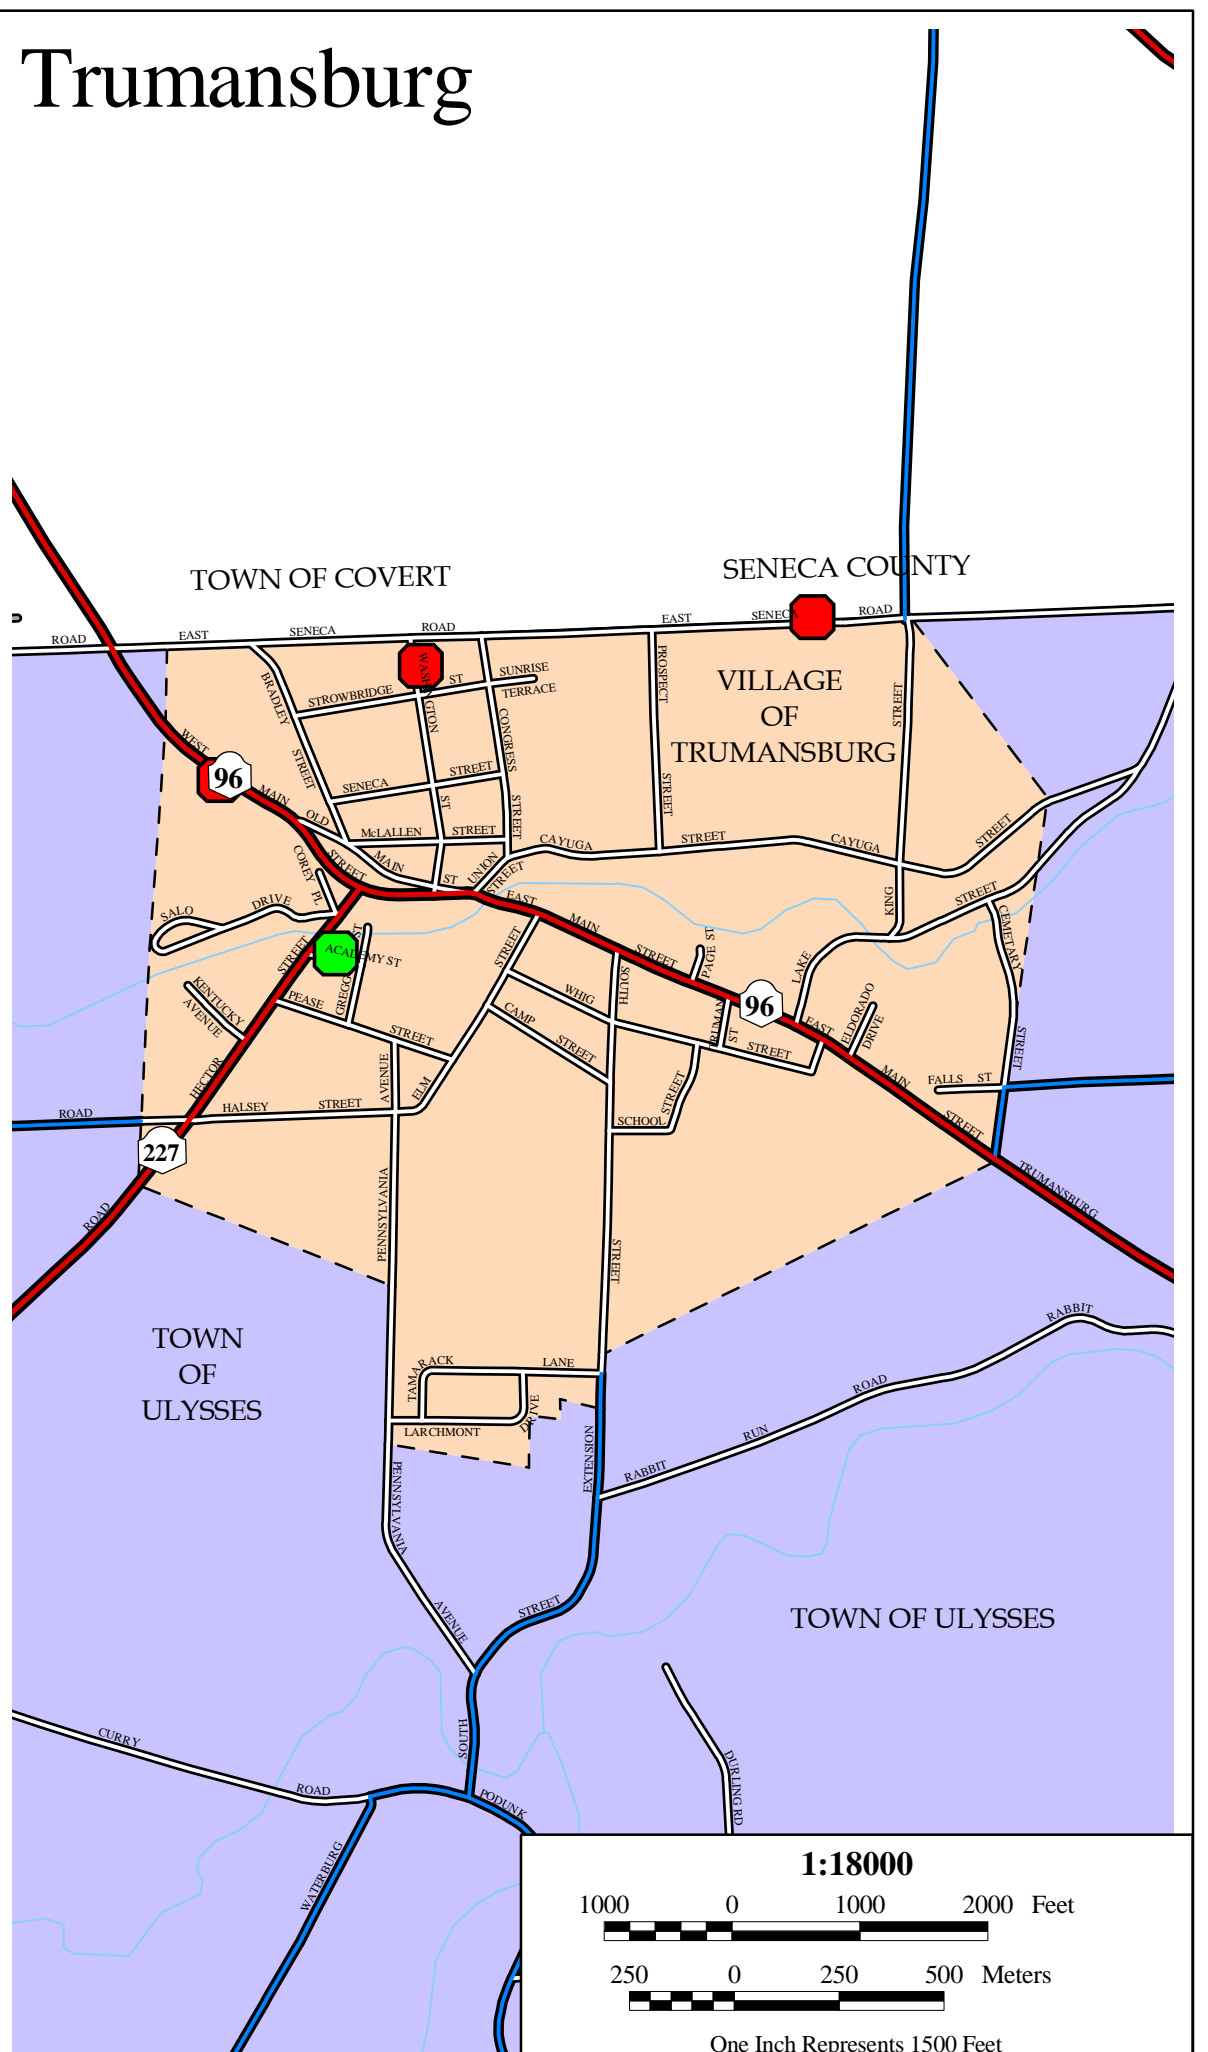 Trumansburg
TOWN OF COVERT
SENECA COUNTY
ROAD
EAST
SENECA
ROAD
EAST
SENECA
ROAD
WASHINGTON
ST
BRADLEY
STREET
STROWBRIDGE
ST
SUNRISE
TERRACE
CONGRESS
STREET
PROSPECT
STREET
VILLAGE
OF
TRUMANSBURG
STREET
KING
WEST
96
MAIN
STREET
SENECA
STREET
OLD
MAIN
ST
McLALLEN
STREET
UNION
STREET
CAYUGA
STREET
CAYUGA
STREET
COREY
PL
SALO
DRIVE
EAST
MAIN
STREET
STREET
STREET
CEMETARY
STREET
ACADEMY ST
GREGG
ST
KENTUCKY
AVENUE
PEASE
STREET
STREET
WHIG
STREET
CAMP
STREET
SOUTH
PAGE ST
TRUMAN
ST
96
LAKE
EAST
MAIN
STREET
ELDORADO
DRIVE
FALLS
ST
HECTOR
AVENUE
ELM
ROAD
HALSEY
STREET
SCHOOL
STREET
227
ROAD
PENNSYLVANIA
STREET
TRUMANSBURG
TOWN
OF
ULYSSES
TAMARACK
LANE
LARCHMONT
DRIVE
RABBIT
ROAD
RUN
RABBIT
EXTENSION
PENNSYLVANIA
AVENUE
STREET
TOWN OF ULYSSES
SOUTH
CURRY
ROAD
PODUNK
DURLING RD
WATERBURG
1:18000
1000 0 1000 2000 Feet
250 0 250 500 Meters
One Inch Represents 1500 Feet